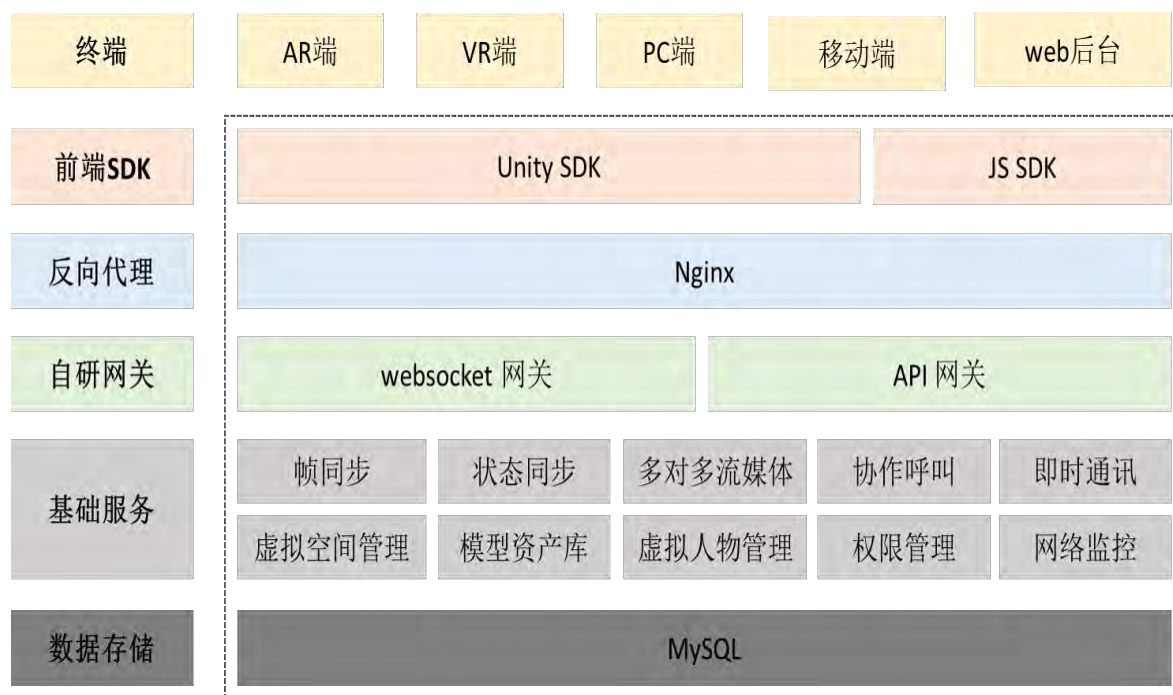 终端 AR端 VR端 PC端 移动端 web后台
前端SDK Unity SDK JS SDK
反向代理 Nginx
自研网关 websocket 网关 API 网关
基础服务
帧同步 状态同步 多对多流媒体 协作呼叫 即时通讯
虚拟空间管理 模型资产库 虚拟人物管理 权限管理 网络监控
数据存储 MySQL